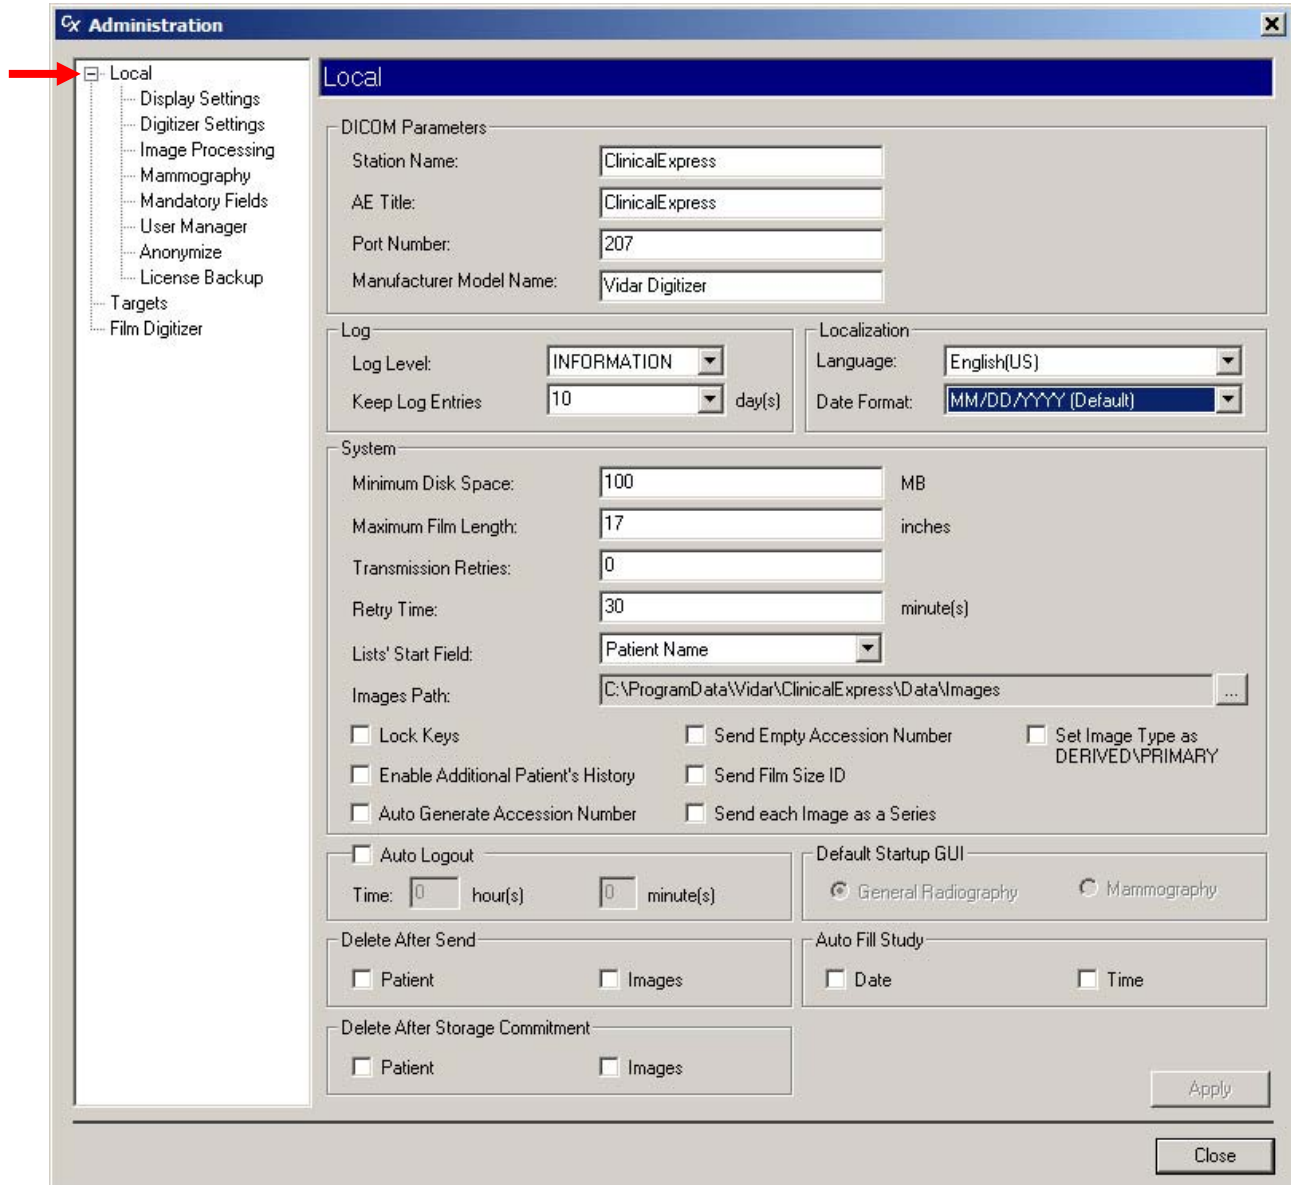 Cx Administration
Local
Display Settings
Digitizer Settings
Image Processing
Mammography
Mandatory Fields
User Manager
Anonymize
License Backup
Targets
Film Digitizer
Local
DICOM Parameters
Station Name: ClinicalExpress
AE Title: ClinicalExpress
Port Number: 207
Manufacturer Model Name: Vidar Digitizer
Log
Log Level: INFORMATION
Keep Log Entries 10 day(s)
Localization
Language: English(US)
Date Format: MM/DD/YYYY (Default)
System
Minimum Disk Space: 100 MB
Maximum Film Length: 17 inches
Transmission Retries: 0
Retry Time: 30 minute(s)
Lists' Start Field: Patient Name
Images Path: C:\ProgramData\Vidar\ClinicalExpress\Data\Images ...
Lock Keys
Send Empty Accession Number
Set Image Type as
DERIVED\PRIMARY
Enable Additional Patient's History
Send Film Size ID
Auto Generate Accession Number
Send each Image as a Series
Auto Logout
Time: 0 hour(s) 0 minute(s)
Default Startup GUI
General Radiography Mammography
Delete After Send
Patient Images
Auto Fill Study
Date Time
Delete After Storage Commitment
Patient Images
Apply
Close